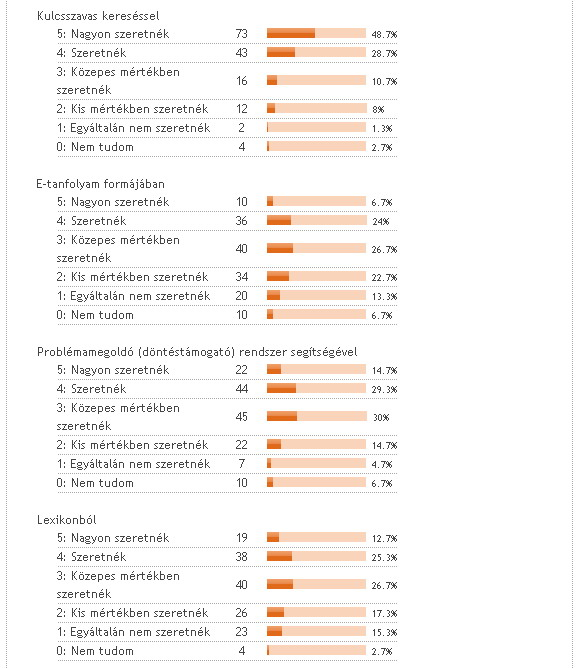 Kulcsszavas kereséssel
5: Nagyon szeretnék 73 48.7%
4: Szeretnék 43 28.7%
3: Közepes mértékben
szeretnék 16 10.7%
2: Kis mértékben szeretnék 12 8%
1: Egyáltalán nem szeretnék 2 1.3%
0: Nem tudom 4 2.7%
E-tanfolyam formájában
5: Nagyon szeretnék 10 6.7%
4: Szeretnék 36 24%
3: Közepes mértékben
szeretnék 40 26.7%
2: Kis mértékben szeretnék 34 22.7%
1: Egyáltalán nem szeretnék 20 13.3%
0: Nem tudom 10 6.7%
Problémamegoldó (döntéstámogató) rendszer segítségével
5: Nagyon szeretnék 22 14.7%
4: Szeretnék 44 29.3%
3: Közepes mértékben
szeretnék 45 30%
2: Kis mértékben szeretnék 22 14.7%
1: Egyáltalán nem szeretnék 7 4.7%
0: Nem tudom 10 6.7%
Lexikonból
5: Nagyon szeretnék 19 12.7%
4: Szeretnék 38 25.3%
3: Közepes mértékben
szeretnék 40 26.7%
2: Kis mértékben szeretnék 26 17.3%
1: Egyáltalán nem szeretnék 23 15.3%
0: Nem tudom 4 2.7%